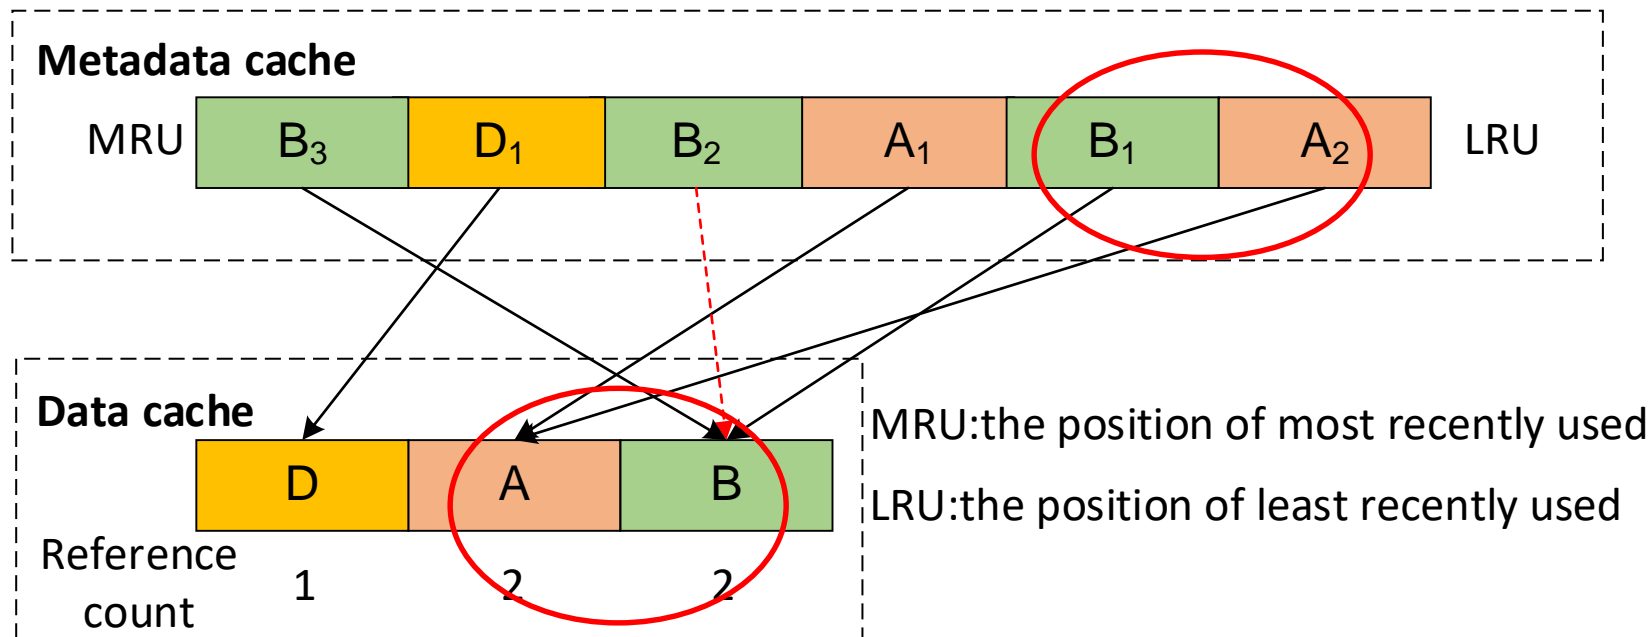 Metadata cache
MRU B₃ D₁ B₂ A₁ B₁ A₂ LRU
Data cache
D A B
Reference count 1 2 2
MRU:the position of most recently used
LRU:the position of least recently used